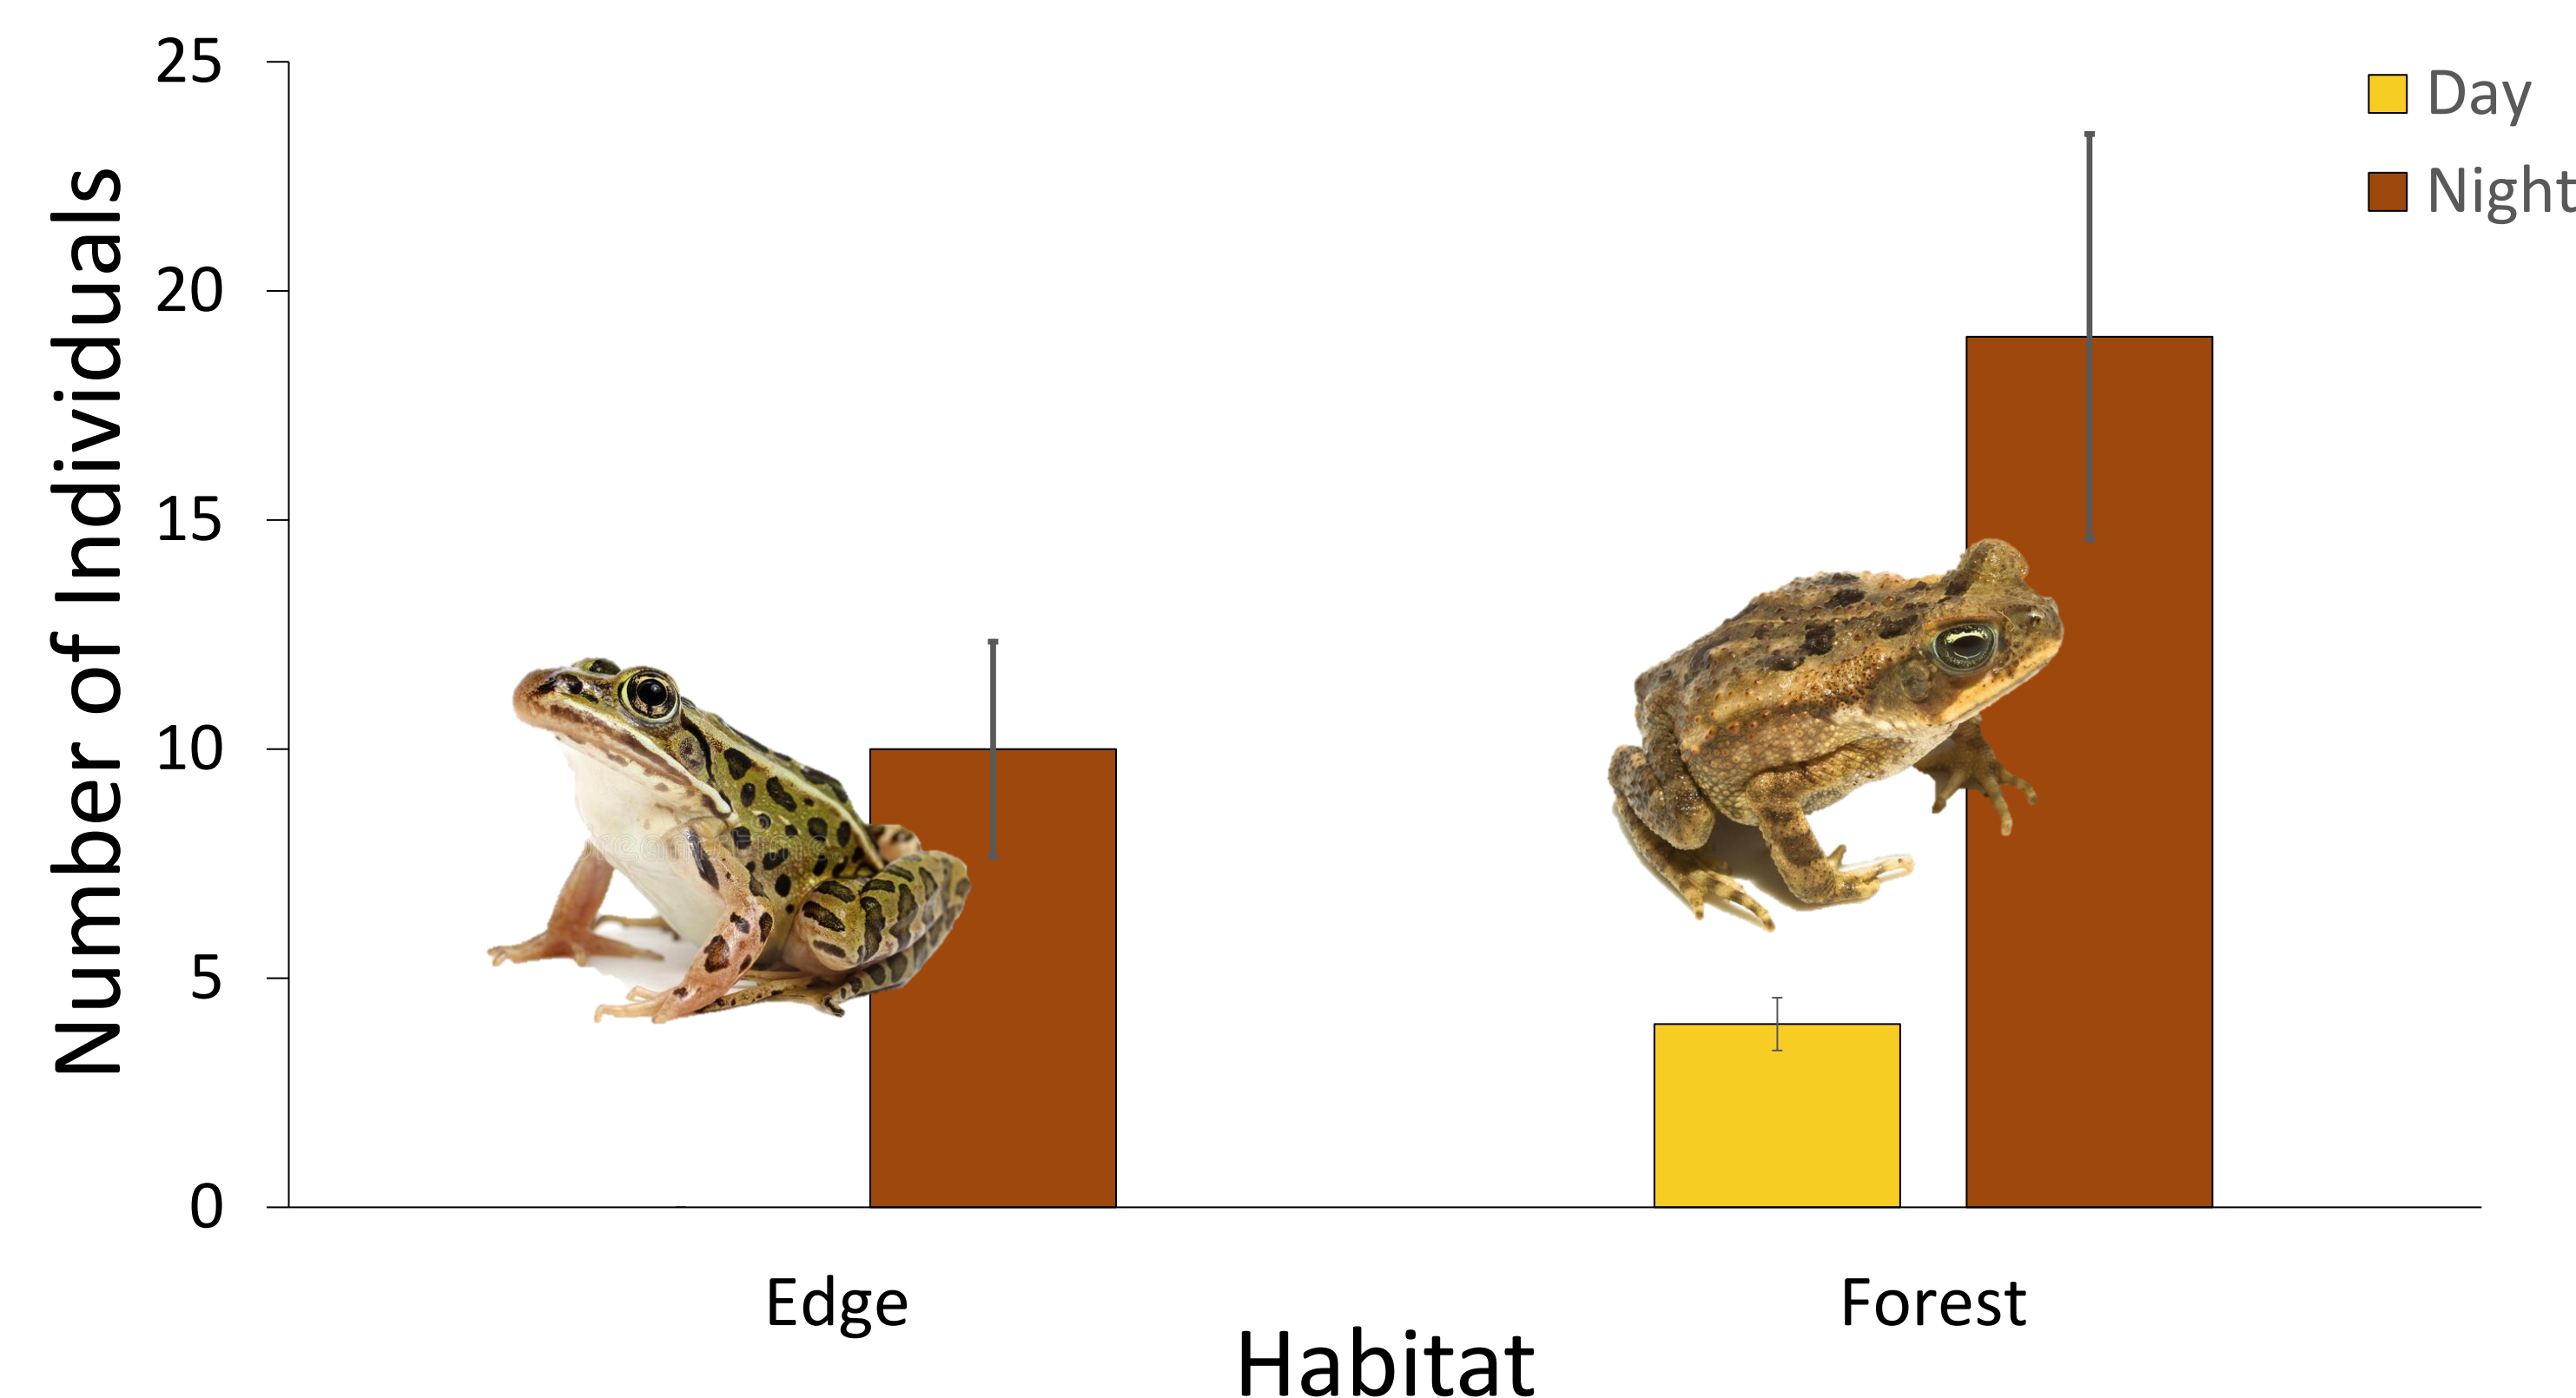 Number of Individuals
25
20
15
10
5
0
Day
Night
Edge
Forest
Habitat